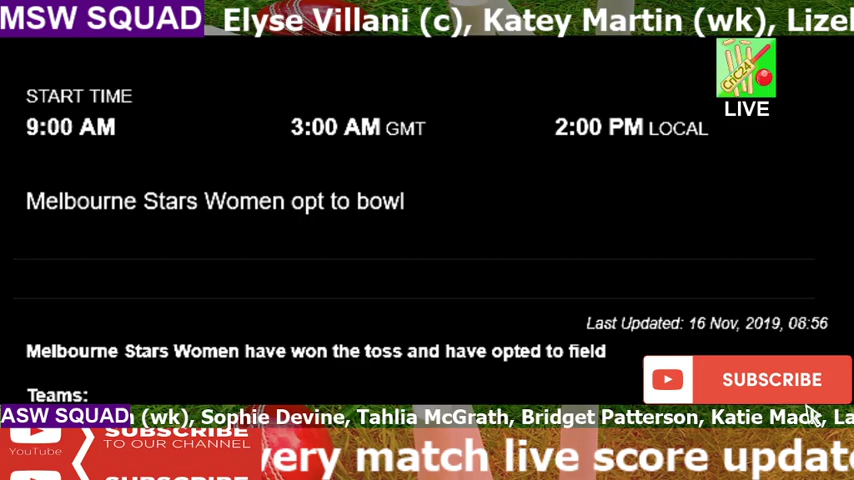 MSW SQUAD Elyse Villani (c), Katey Martin (wk), Lizel
CriC24
LIVE
START TIME
9:00 AM 3:00 AM GMT 2:00 PM LOCAL
Melbourne Stars Women opt to bowl
Last Updated: 16 Nov, 2019, 08:56
Melbourne Stars Women have won the toss and have opted to field
SUBSCRIBE
Teams:
ASW SQUAD (wk), Sophie Devine, Tahlia McGrath, Bridget Patterson, Katie Mack, La
SUBSCRIBE
TO OUR CHANNEL
YouTube
very match live score update